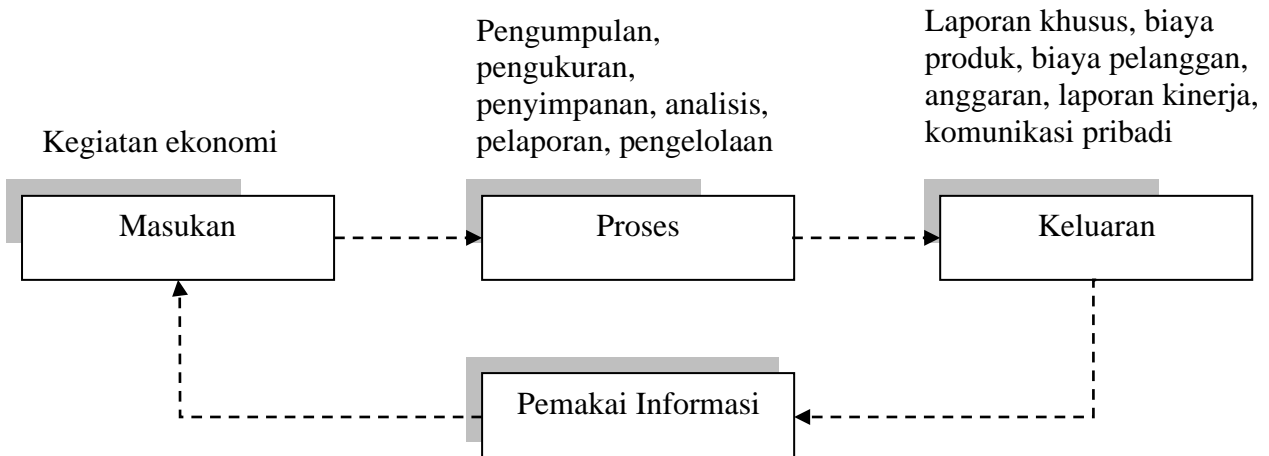 Kegiatan ekonomi
Masukan
Pengumpulan,
pengukuran,
penyimpanan, analisis,
pelaporan, pengelolaan
Proses
Laporan khusus, biaya
produk, biaya pelanggan,
anggaran, laporan kinerja,
komunikasi pribadi
Keluaran
Pemakai Informasi